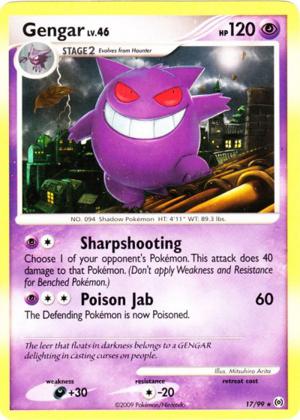 Gengar LV.46 HP 120
STAGE 2 Evolves from Haunter
NO. 094 Shadow Pokémon HT: 4'11" WT: 89.3 lbs.
Sharpshooting
Choose 1 of your opponent's Pokémon. This attack does 40
damage to that Pokémon. (Don't apply Weakness and Resistance
for Benched Pokémon.)
Poison Jab 60
The Defending Pokémon is now Poisoned.
The leer that floats in darkness belongs to a GENGAR
delighting in casting curses on people.
Illus. Mitsuhiro Arita
weakness resistance retreat cost
+30 -20
©2009 Pokémon/Nintendo 17/99 ★